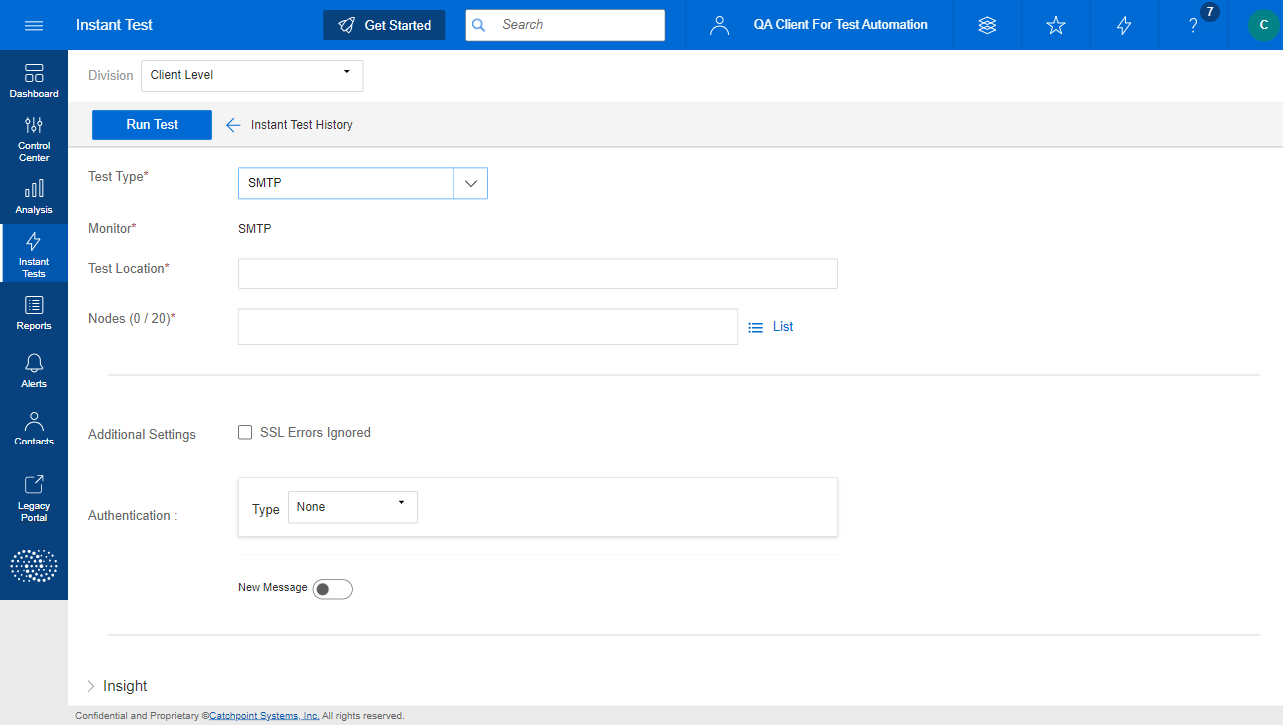 Instant Test
Get Started
Search
QA Client For Test Automation
?
7
C
Dashboard
Control
Center
Analysis
Instant
Tests
Reports
Alerts
Contacts
Legacy
Portal
Division
Client Level
Run Test
Instant Test History
Test Type*
SMTP
Monitor*
SMTP
Test Location*
Nodes (0 / 20)*
List
Additional Settings
SSL Errors Ignored
Authentication :
Type
None
New Message
Insight
Confidential and Proprietary ©Catchpoint Systems, Inc. All rights reserved.